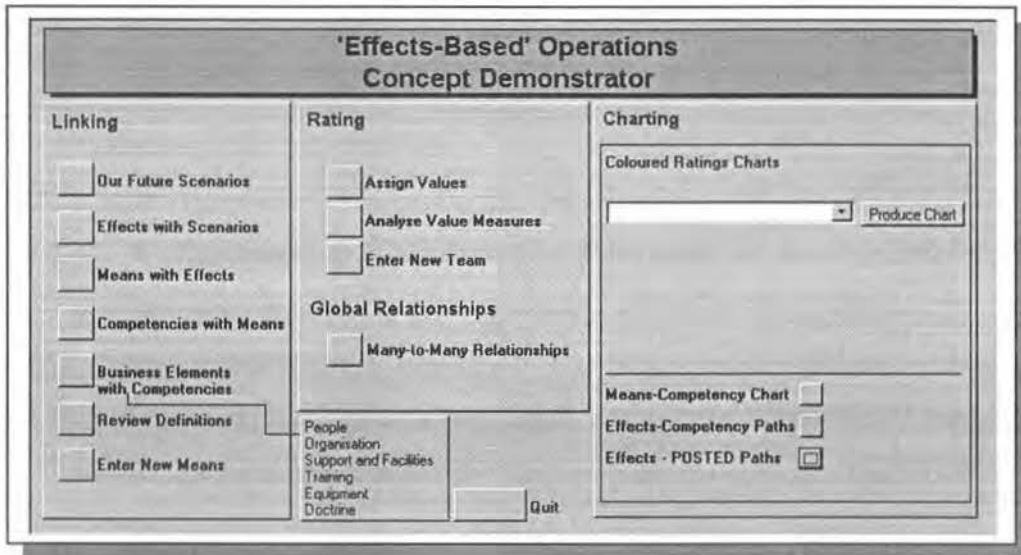 'Effects-Based' Operations
Concept Demonstrator
Linking
Our Future Scenarios
Effects with Scenarios
Means with Effects
Competencies with Means
Business Elements
with Competencies
Review Definitions
Enter New Means
Rating
Assign Values
Analyse Value Measures
Enter New Team
Global Relationships
Many-to-Many Relationships
People
Organisation
Support and Facilities
Training
Equipment
Doctrine
Quit
Charting
Coloured Ratings Charts
Produce Chart
Means-Competency Chart
Effects-Competency Paths
Effects - POSTED Paths